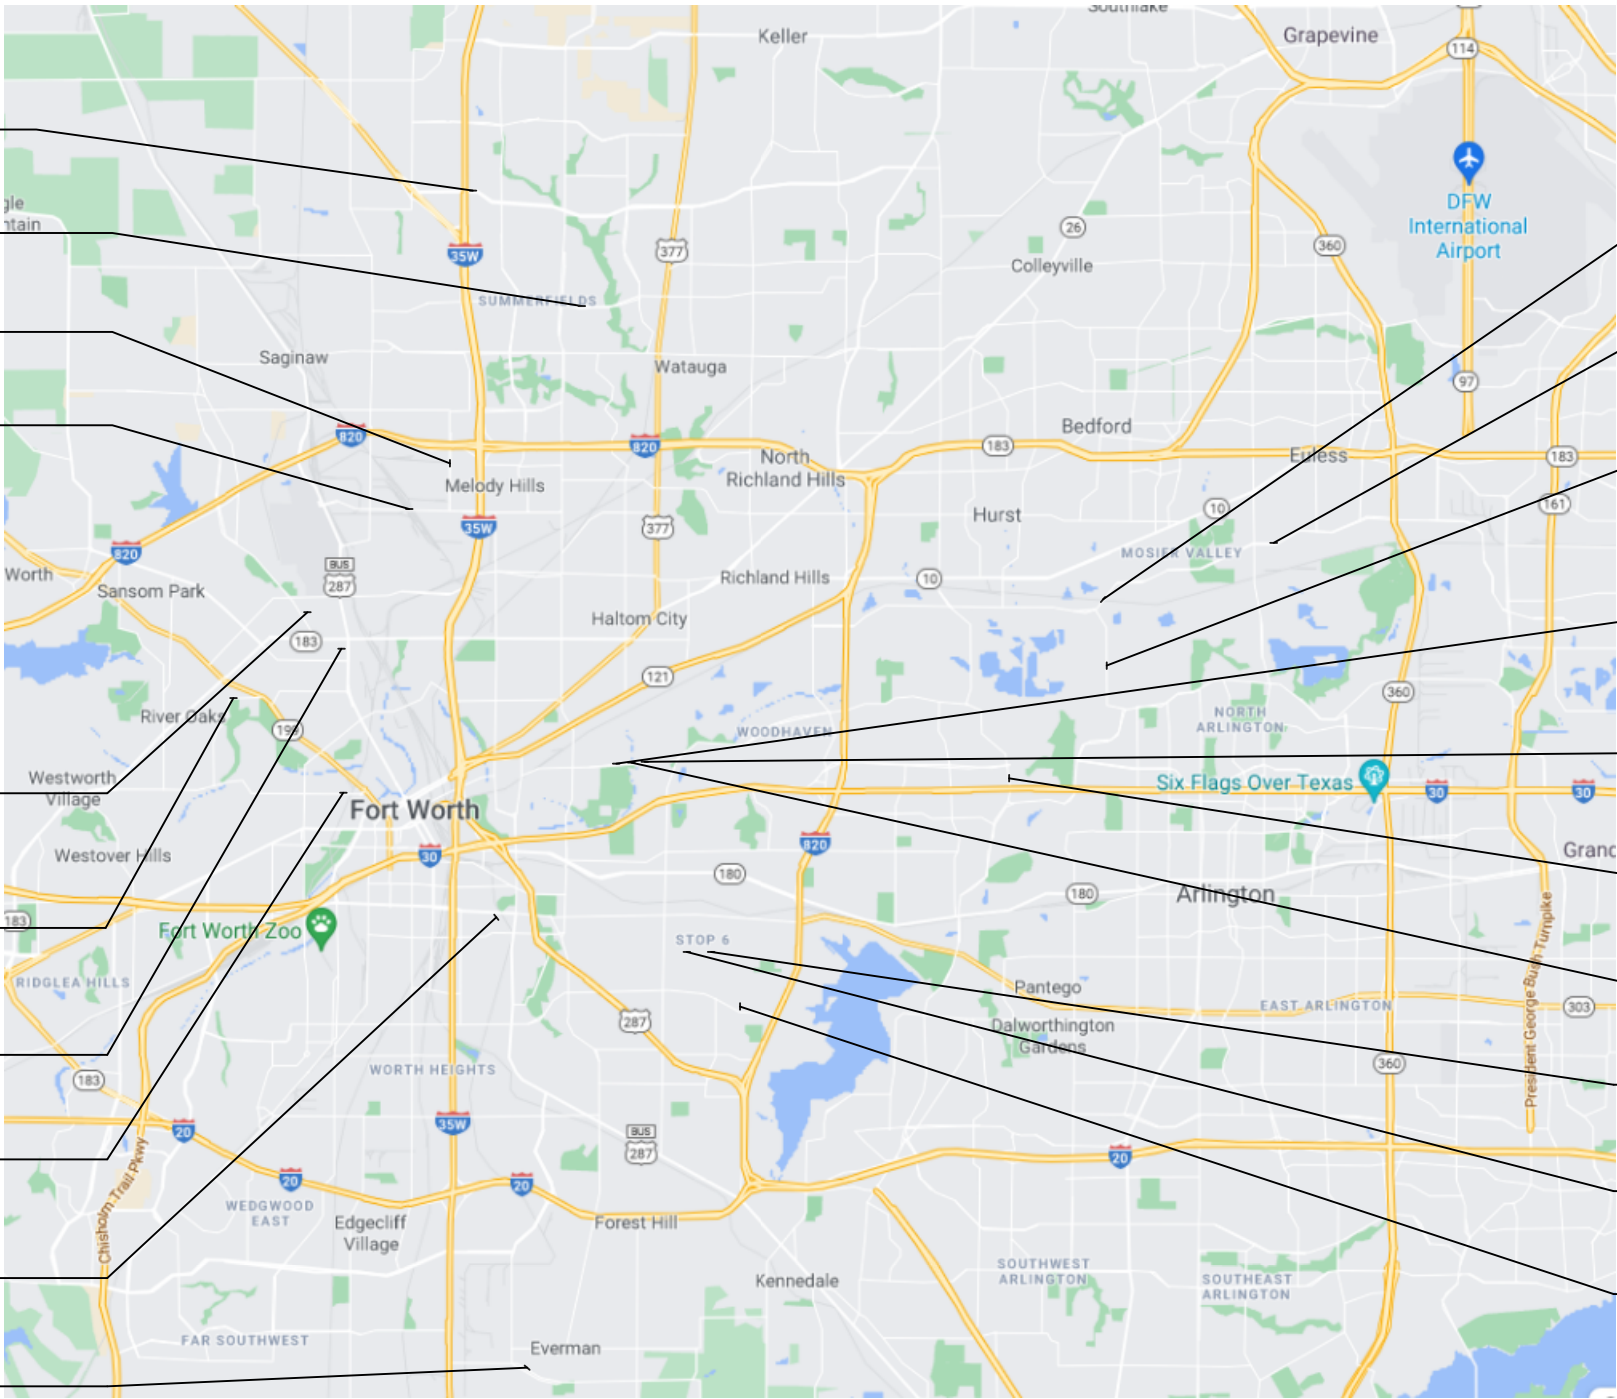 Southlake
Keller
Grapevine
114
DFW
International
Airport
gle
ntain
26
360
35W
377
Colleyville
SUMMERFIELDS
Saginaw
Watauga
97
820
820
Bedford
183
Euless
183
North
Richland Hills
Melody Hills
161
10
35W
377
Hurst
820
MOSIER VALLEY
BUS
287
Worth
Sansom Park
Richland Hills
10
Haltom City
183
121
360
River Oaks
199
WOODHAVEN
NORTH
ARLINGTON
Westworth
Village
Six Flags Over Texas
30
30
Fort Worth
820
Westover Hills
30
Grand
180
180
Arlington
183
Fort Worth Zoo
STOP 6
RIDGLEA HILLS
Pantego
EAST ARLINGTON
303
287
Dalworthington
Gardens
President George Bush Turnpike
WORTH HEIGHTS
360
183
35W
20
BUS
287
20
Chisholm Trail Pkwy
20
20
WEDGWOOD
EAST
Edgecliff
Village
Forest Hill
SOUTHWEST
ARLINGTON
Kennedale
SOUTHEAST
ARLINGTON
FAR SOUTHWEST
Everman